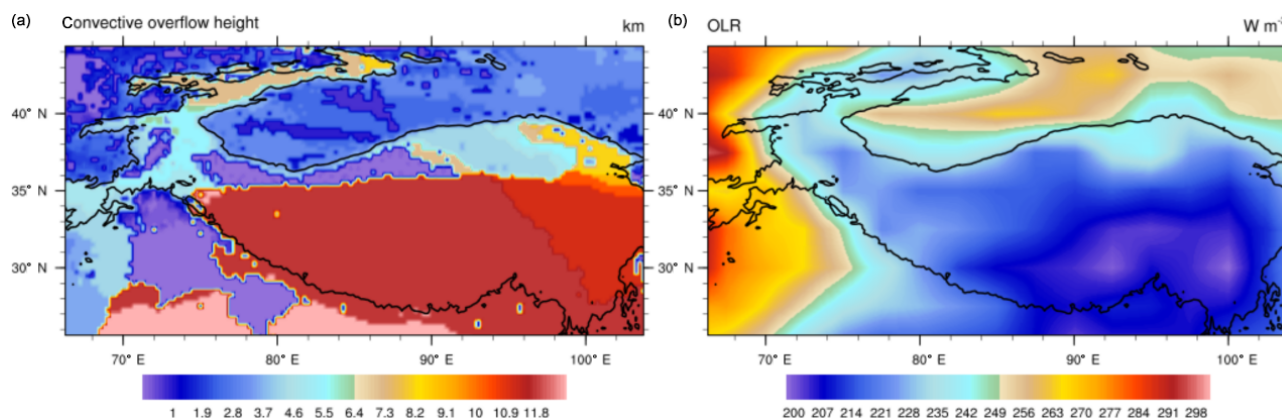 (a) Convective overflow height km
40° N
35° N
30° N
70° E 80° E 90° E 100° E
1 1.9 2.8 3.7 4.6 5.5 6.4 7.3 8.2 9.1 10 10.9 11.8
(b) OLR W m⁻
40° N
35° N
30° N
70° E 80° E 90° E 100° E
200 207 214 221 228 235 242 249 256 263 270 277 284 291 298